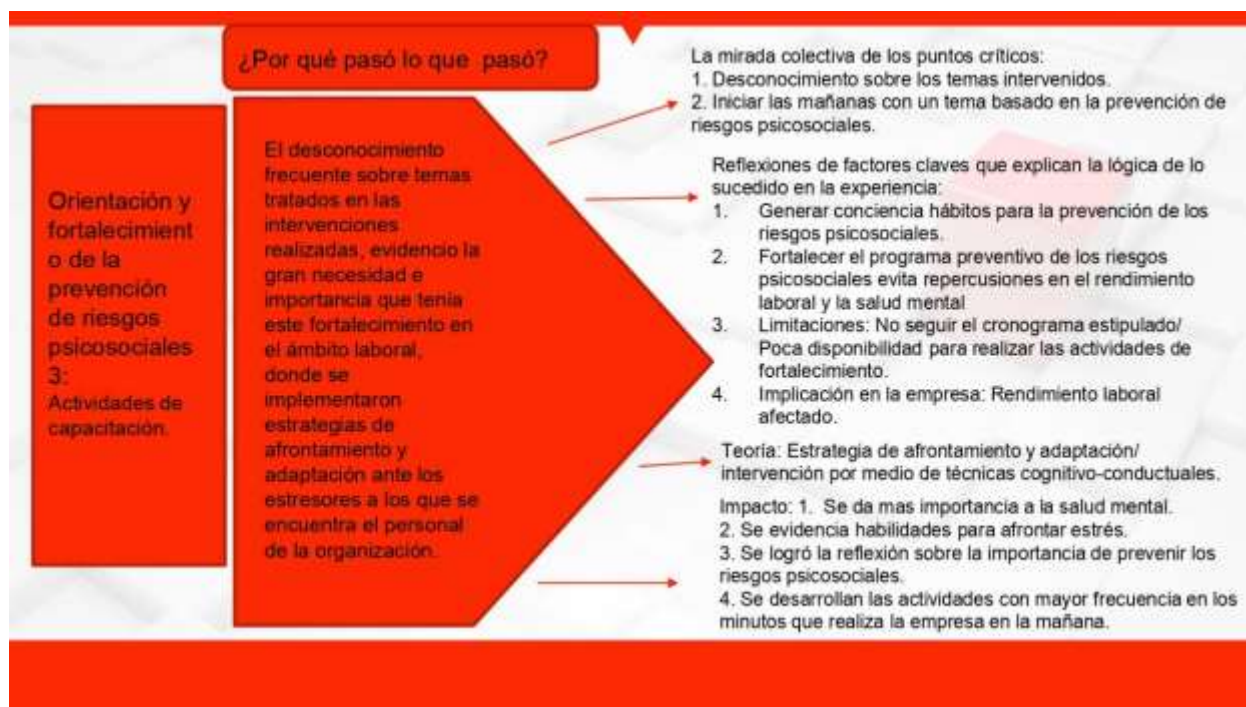 ¿Por qué pasó lo que pasó?
Orientación y
fortalecimient
o de la
prevención
de riesgos
psicosociales
3:
Actividades de
capacitación.
El desconocimiento
frecuente sobre temas
tratados en las
intervenciones
realizadas, evidencio la
gran necesidad e
importancia que tenía
este fortalecimiento en
el ámbito laboral,
donde se
implementaron
estrategias de
afrontamiento y
adaptación ante los
estresores a los que se
encuentra el personal
de la organización.
La mirada colectiva de los puntos críticos:
1. Desconocimiento sobre los temas intervenidos.
2. Iniciar las mañanas con un tema basado en la prevención de
riesgos psicosociales.
Reflexiones de factores claves que explican la lógica de lo
sucedido en la experiencia:
1. Generar conciencia hábitos para la prevención de los
riesgos psicosociales.
2. Fortalecer el programa preventivo de los riesgos
psicosociales evita repercusiones en el rendimiento
laboral y la salud mental
3. Limitaciones: No seguir el cronograma estipulado/
Poca disponibilidad para realizar las actividades de
fortalecimiento.
4. Implicación en la empresa: Rendimiento laboral
afectado.
Teoría: Estrategia de afrontamiento y adaptación/
intervención por medio de técnicas cognitivo-conductuales.
Impacto: 1. Se da mas importancia a la salud mental.
2. Se evidencia habilidades para afrontar estrés.
3. Se logró la reflexión sobre la importancia de prevenir los
riesgos psicosociales.
4. Se desarrollan las actividades con mayor frecuencia en los
minutos que realiza la empresa en la mañana.